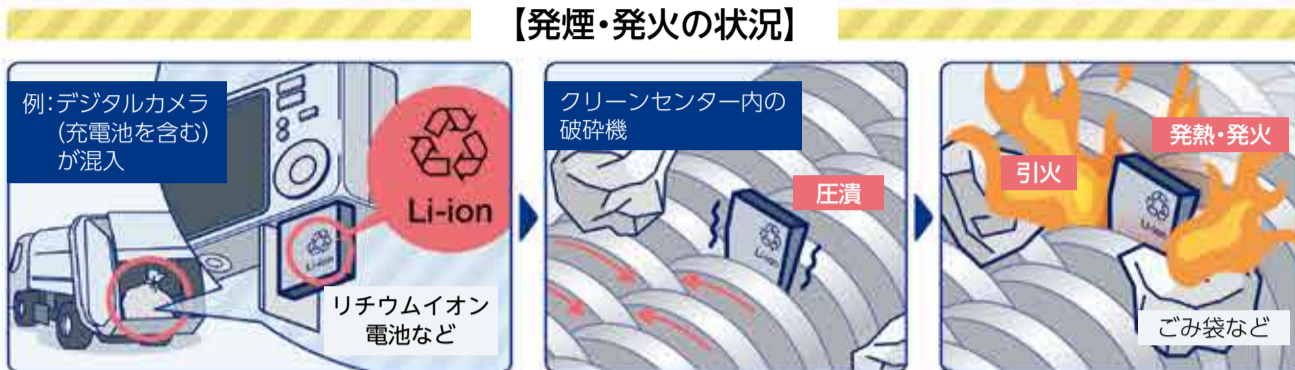 【発煙・発火の状況】
例：デジタルカメラ
(充電池を含む)
が混入
Li-ion
Li-ion
リチウムイオン
電池など
クリーンセンター内の
破砕機
圧潰
Li-ion
発熱・発火
引火
Li-ion
ごみ袋など